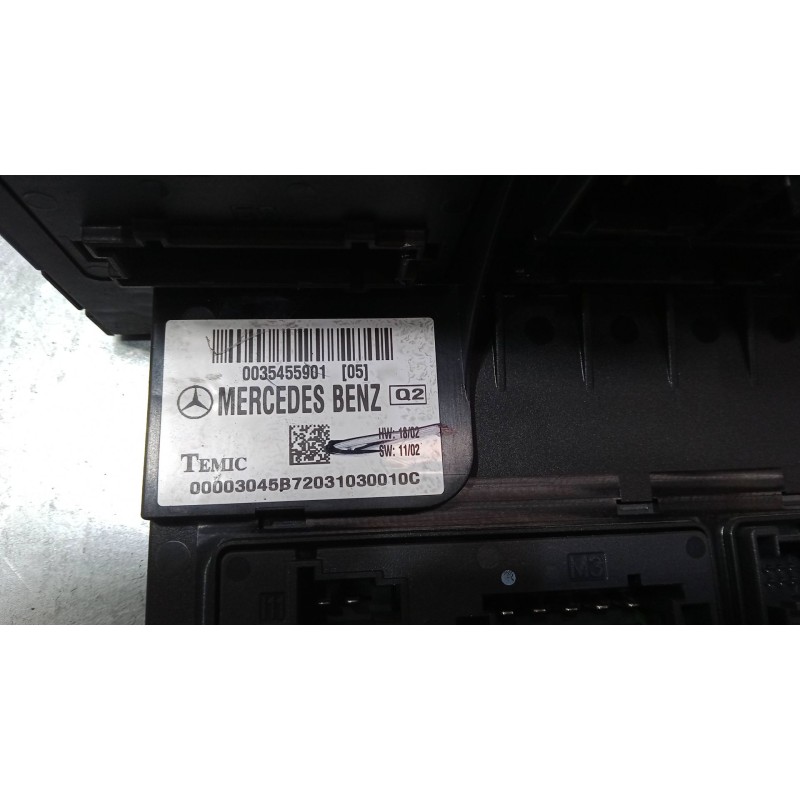 0035455901 [05]
MERCEDES BENZ Q2
HW: 18/02
SW: 11/02
TEMIC
00003045B72031030010C
M3